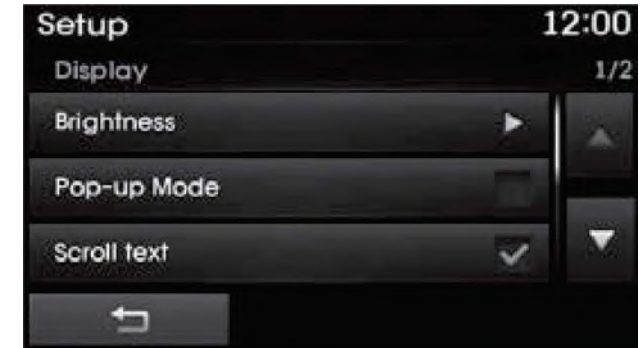 Setup 12:00
Display 1/2
Brightness
Pop-up Mode
Scroll text